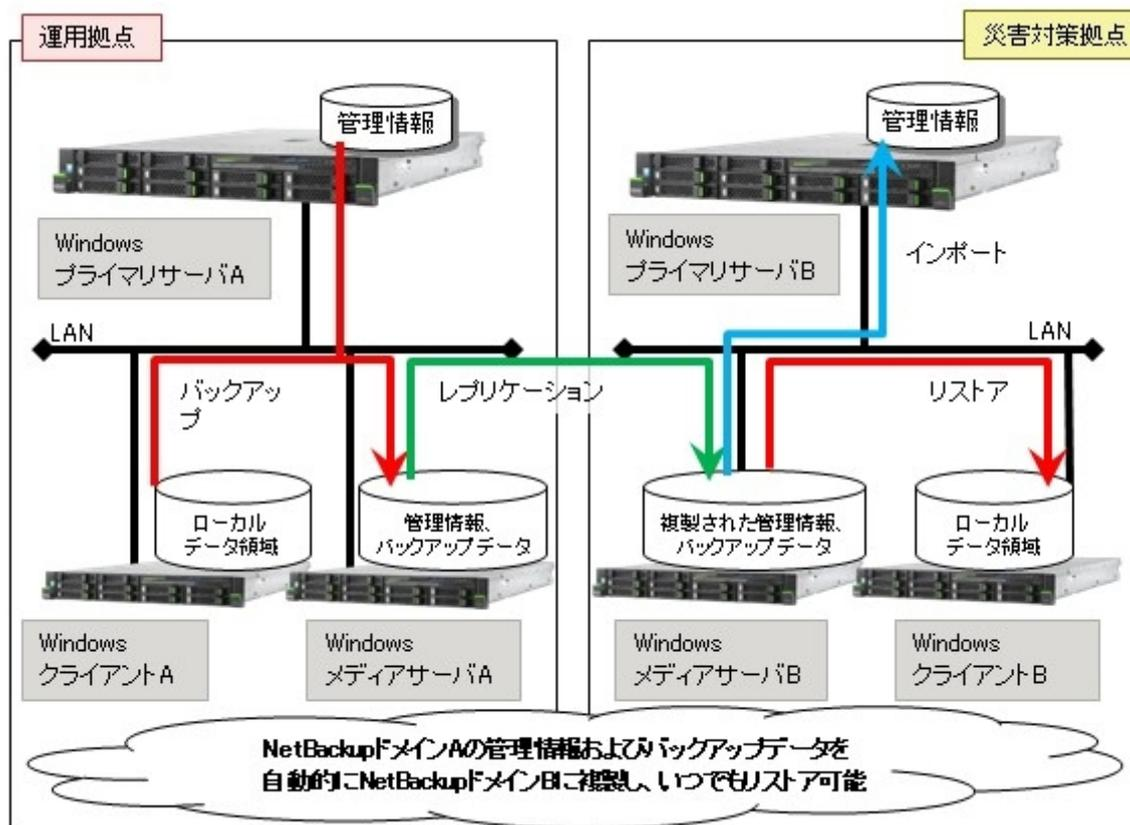 運用拠点
災害対策拠点
管理情報
管理情報
Windows
プライマリサーバA
Windows
プライマリサーバB
インポート
LAN
LAN
バックアッ
プ
レプリケーション
リストア
ローカル
データ領域
管理情報、
バックアップデータ
複製された管理情報、
バックアップデータ
ローカル
データ領域
Windows
クライアントA
Windows
メディアサーバA
Windows
メディアサーバB
Windows
クライアントB
NetBackupドメインAの管理情報およびバックアップデータを
自動的にNetBackupドメインBに複製し、いつでもリストア可能